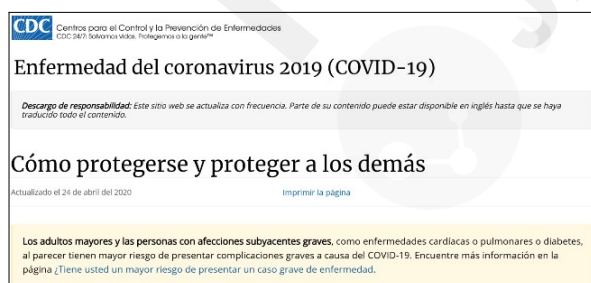 CDC Centros para el Control y la Prevención de Enfermedades
CDC 24/7: Salvamos vidas. Protegemos a la gente™
Enfermedad del coronavirus 2019 (COVID-19)
Descargo de responsabilidad: Este sitio web se actualiza con frecuencia. Parte de su contenido puede estar disponible en inglés hasta que se haya
traducido todo el contenido.
Cómo protegerse y proteger a los demás
Actualizado el 24 de abril del 2020 Imprimir la página
Los adultos mayores y las personas con afecciones subyacentes graves, como enfermedades cardíacas o pulmonares o diabetes,
al parecer tienen mayor riesgo de presentar complicaciones graves a causa del COVID-19. Encuentre más información en la
página ¿Tiene usted un mayor riesgo de presentar un caso grave de enfermedad.